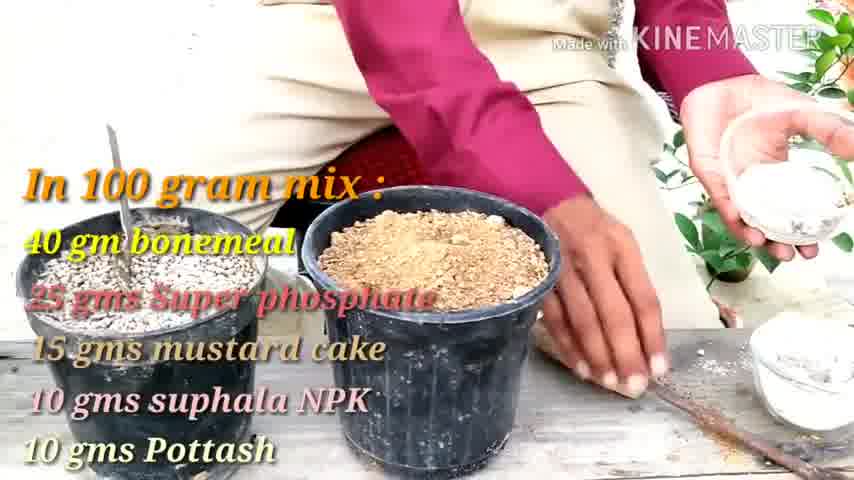 Made with KINEMASTER
In 100 gram mix :
40 gm bonemeal
25 gms Super phosphate
15 gms mustard cake
10 gms suphala NPK
10 gms Pottash